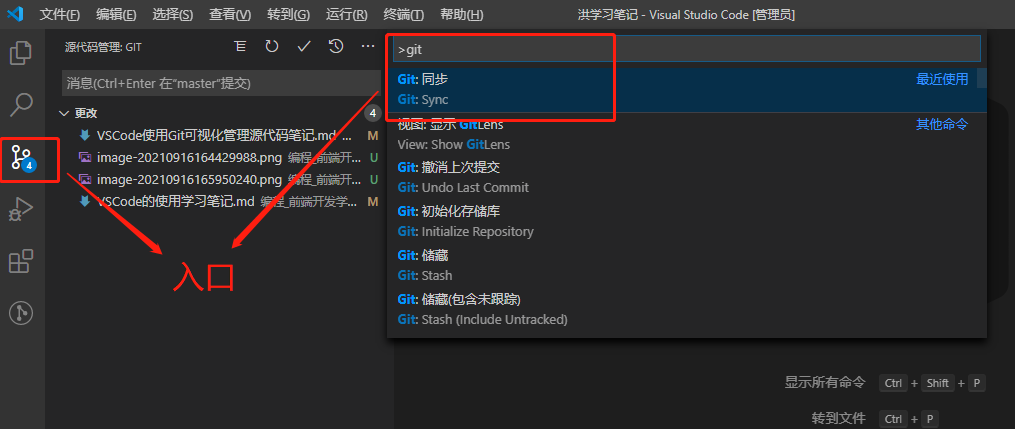 文件(F) 编辑(E) 选择(S) 查看(V) 转到(G) 运行(R) 终端(T) 帮助(H) 洪学习笔记 - Visual Studio Code [管理员]
源代码管理: GIT
消息(Ctrl+Enter 在"master"提交)
更改 4
VSCode使用Git可视化管理源代码笔记.md ... M
image-20210916164429988.png 编程_前端开... U
image-20210916165950240.png 编程_前端开... U
VSCode的使用学习笔记.md 编程_前端开发学... M
4
入口
>git
Git: 同步 最近使用
Git: Sync
视图: 显示 GitLens 其他命令
View: Show GitLens
Git: 撤消上次提交
Git: Undo Last Commit
Git: 初始化存储库
Git: Initialize Repository
Git: 储藏
Git: Stash
Git: 储藏(包含未跟踪)
Git: Stash (Include Untracked)
显示所有命令 Ctrl + Shift + P
转到文件 Ctrl + P